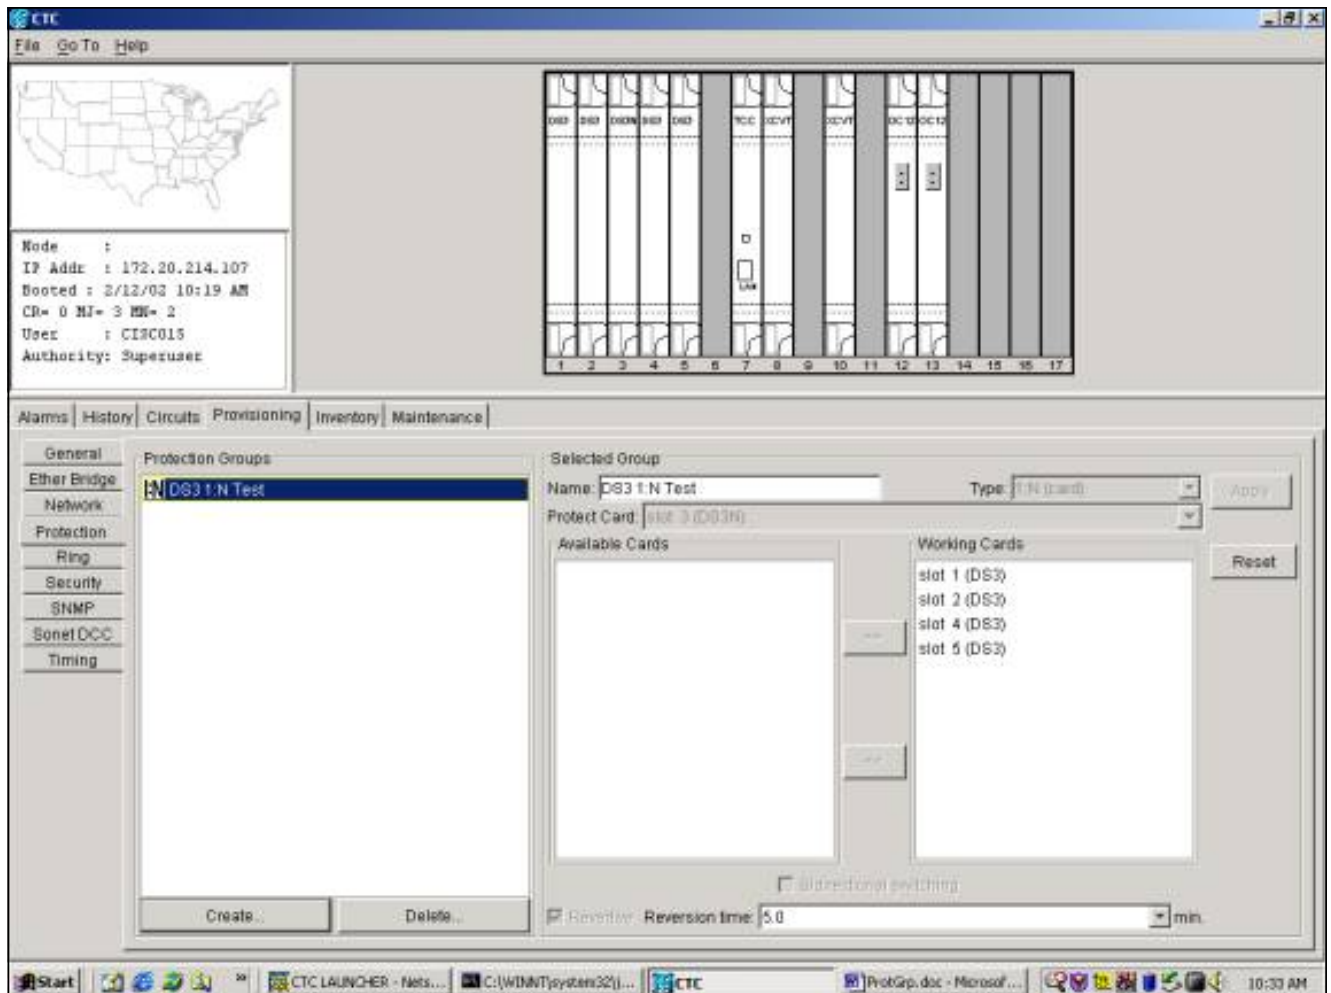 CTC
File Go To Help
DS3 DS3 DS3N DS3 DS3 TCC XCVT XCVT OC12 OC12
LAN
1 2 3 4 5 6 7 8 9 10 11 12 13 14 15 16 17
Node :
IP Addr : 172.20.214.107
Booted : 2/12/02 10:19 AM
CR= 0 MJ= 3 MN= 2
User : CISCO15
Authority: Superuser
Alarms History Circuits Provisioning Inventory Maintenance
General
Ether Bridge
Network
Protection
Ring
Security
SNMP
Sonet DCC
Timing
Protection Groups
DS3 1:N Test
Create...
Delete...
Selected Group
Name: DS3 1:N Test
Type: 1:N (card)
Apply
Protect Card: slot 3 (DS3N)
Available Cards
Working Cards
Reset
slot 1 (DS3)
slot 2 (DS3)
slot 4 (DS3)
slot 5 (DS3)
Bidirectional switching
Revertive Reversion time: 5.0 min.
Start » CTC LAUNCHER - Nets... C:\WINNT\system32\j... CTC ProtGrp.doc - Microsof... 10:33 AM